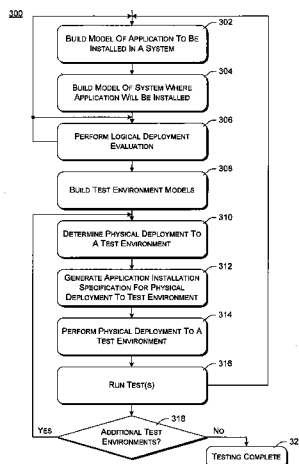 300
302
BUILD MODEL OF APPLICATION TO BE
INSTALLED IN A SYSTEM
304
BUILD MODEL OF SYSTEM WHERE
APPLICATION WILL BE INSTALLED
306
PERFORM LOGICAL DEPLOYMENT
EVALUATION
308
BUILD TEST ENVIRONMENT MODELS
310
DETERMINE PHYSICAL DEPLOYMENT TO
A TEST ENVIRONMENT
312
GENERATE APPLICATION INSTALLATION
SPECIFICATION FOR PHYSICAL
DEPLOYMENT TO TEST ENVIRONMENT
314
PERFORM PHYSICAL DEPLOYMENT TO A
TEST ENVIRONMENT
316
RUN TEST(S)
318
YES
ADDITIONAL TEST
ENVIRONMENTS?
NO
32
TESTING COMPLETE